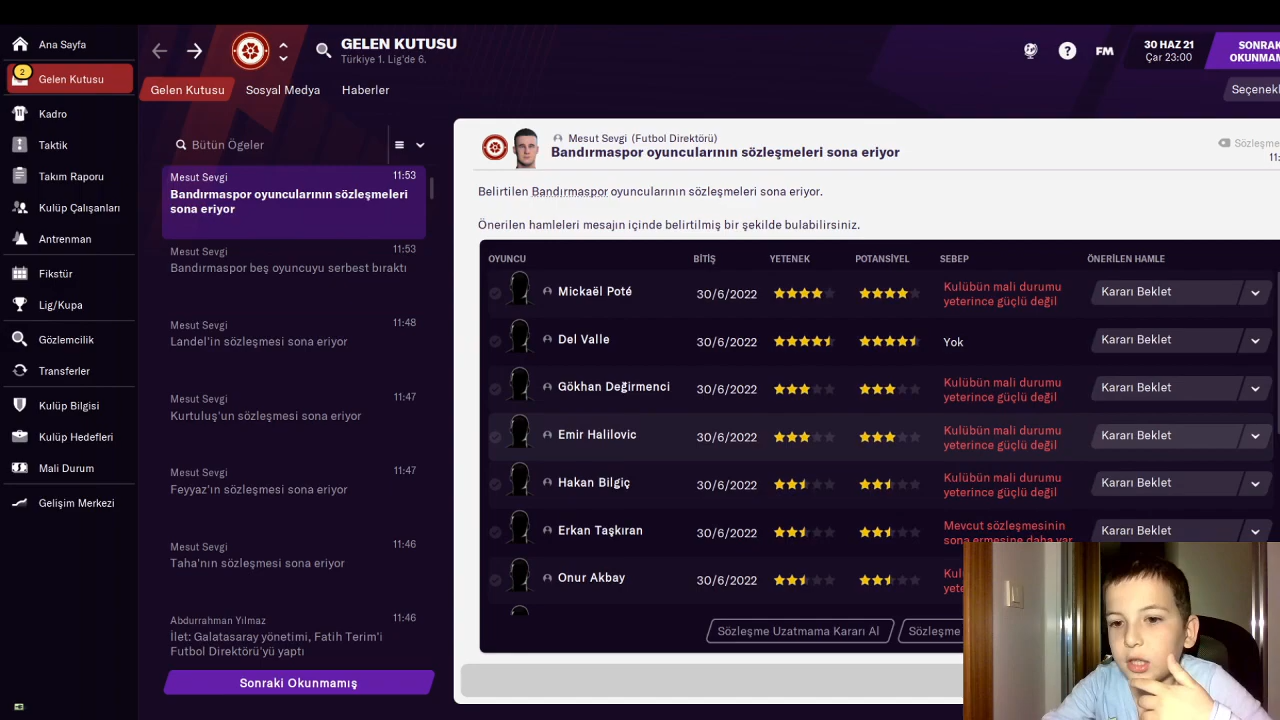 Ana Sayfa
2
Gelen Kutusu
Kadro
Taktik
Takım Raporu
Kulüp Çalışanları
Antrenman
Fikstür
Lig/Kupa
Gözlemcilik
Transferler
Kulüp Bilgisi
Kulüp Hedefleri
Mali Durum
Gelişim Merkezi
GELEN KUTUSU
Türkiye 1. Lig'de 6.
FM
30 HAZ 21
Çar 23:00
SONRAKİ
OKUNMAM
Seçenekl
Gelen Kutusu
Sosyal Medya
Haberler
Bütün Ögeler
Mesut Sevgi 11:53
Bandırmaspor oyuncularının sözleşmeleri
sona eriyor
Mesut Sevgi 11:53
Bandırmaspor beş oyuncuyu serbest bıraktı
Mesut Sevgi 11:48
Landel'in sözleşmesi sona eriyor
Mesut Sevgi 11:47
Kurtuluş'un sözleşmesi sona eriyor
Mesut Sevgi 11:47
Feyyaz'ın sözleşmesi sona eriyor
Mesut Sevgi 11:46
Taha'nın sözleşmesi sona eriyor
Abdurrahman Yılmaz 11:46
İlet: Galatasaray yönetimi, Fatih Terim'i
Futbol Direktörü'yü yaptı
Sonraki Okunmamış
Mesut Sevgi (Futbol Direktörü)
Bandırmaspor oyuncularının sözleşmeleri sona eriyor
Sözleşme
11:
Belirtilen Bandırmaspor oyuncularının sözleşmeleri sona eriyor.
Önerilen hamleleri mesajın içinde belirtilmiş bir şekilde bulabilirsiniz.
OYUNCU BİTİŞ YETENEK POTANSİYEL SEBEP ÖNERİLEN HAMLE
Mickaël Poté 30/6/2022 Kulübün mali durumu yeterince güçlü değil Kararı Beklet
Del Valle 30/6/2022 Yok Kararı Beklet
Gökhan Değirmenci 30/6/2022 Kulübün mali durumu yeterince güçlü değil Kararı Beklet
Emir Halilovic 30/6/2022 Kulübün mali durumu yeterince güçlü değil Kararı Beklet
Hakan Bilgiç 30/6/2022 Kulübün mali durumu yeterince güçlü değil Kararı Beklet
Erkan Taşkıran 30/6/2022 Mevcut sözleşmesinin sona ermesine daha var Kararı Beklet
Onur Akbay 30/6/2022 Kul yete
Sözleşme Uzatmama Kararı Al
Sözleşme